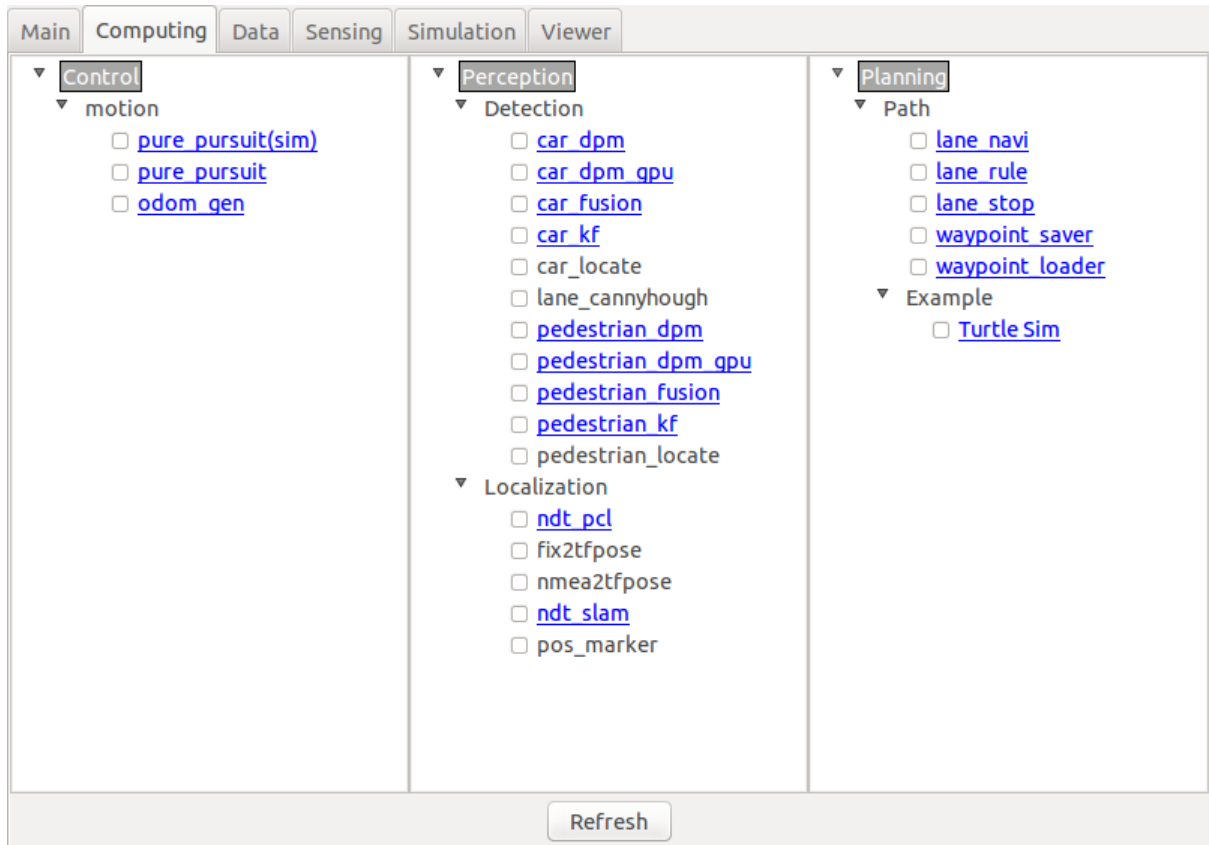 Main Computing Data Sensing Simulation Viewer
Control
motion
pure_pursuit(sim)
pure_pursuit
odom_gen
Perception
Detection
car_dpm
car_dpm_gpu
car_fusion
car_kf
car_locate
lane_cannyhough
pedestrian_dpm
pedestrian_dpm_gpu
pedestrian_fusion
pedestrian_kf
pedestrian_locate
Localization
ndt_pcl
fix2tfpose
nmea2tfpose
ndt_slam
pos_marker
Planning
Path
lane_navi
lane_rule
lane_stop
waypoint_saver
waypoint_loader
Example
Turtle Sim
Refresh